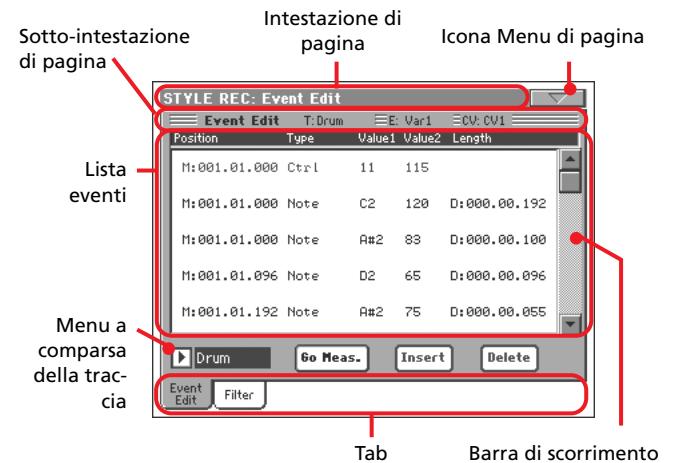 Intestazione di
pagina
Sotto-intestazione
di pagina
Icona Menu di pagina
STYLE REC: Event Edit
Event Edit T:Drum E: Var1 CV: CV1
Position Type Value1 Value2 Length
M:001.01.000 Ctrl 11 115
M:001.01.000 Note C2 120 D:000.00.192
M:001.01.000 Note A#2 83 D:000.00.100
M:001.01.096 Note D2 65 D:000.00.096
M:001.01.192 Note A#2 75 D:000.00.055
Lista
eventi
Menu a
comparsa
della trac-
cia
Drum Go Meas. Insert Delete
Event
Edit
Filter
Tab
Barra di scorrimento